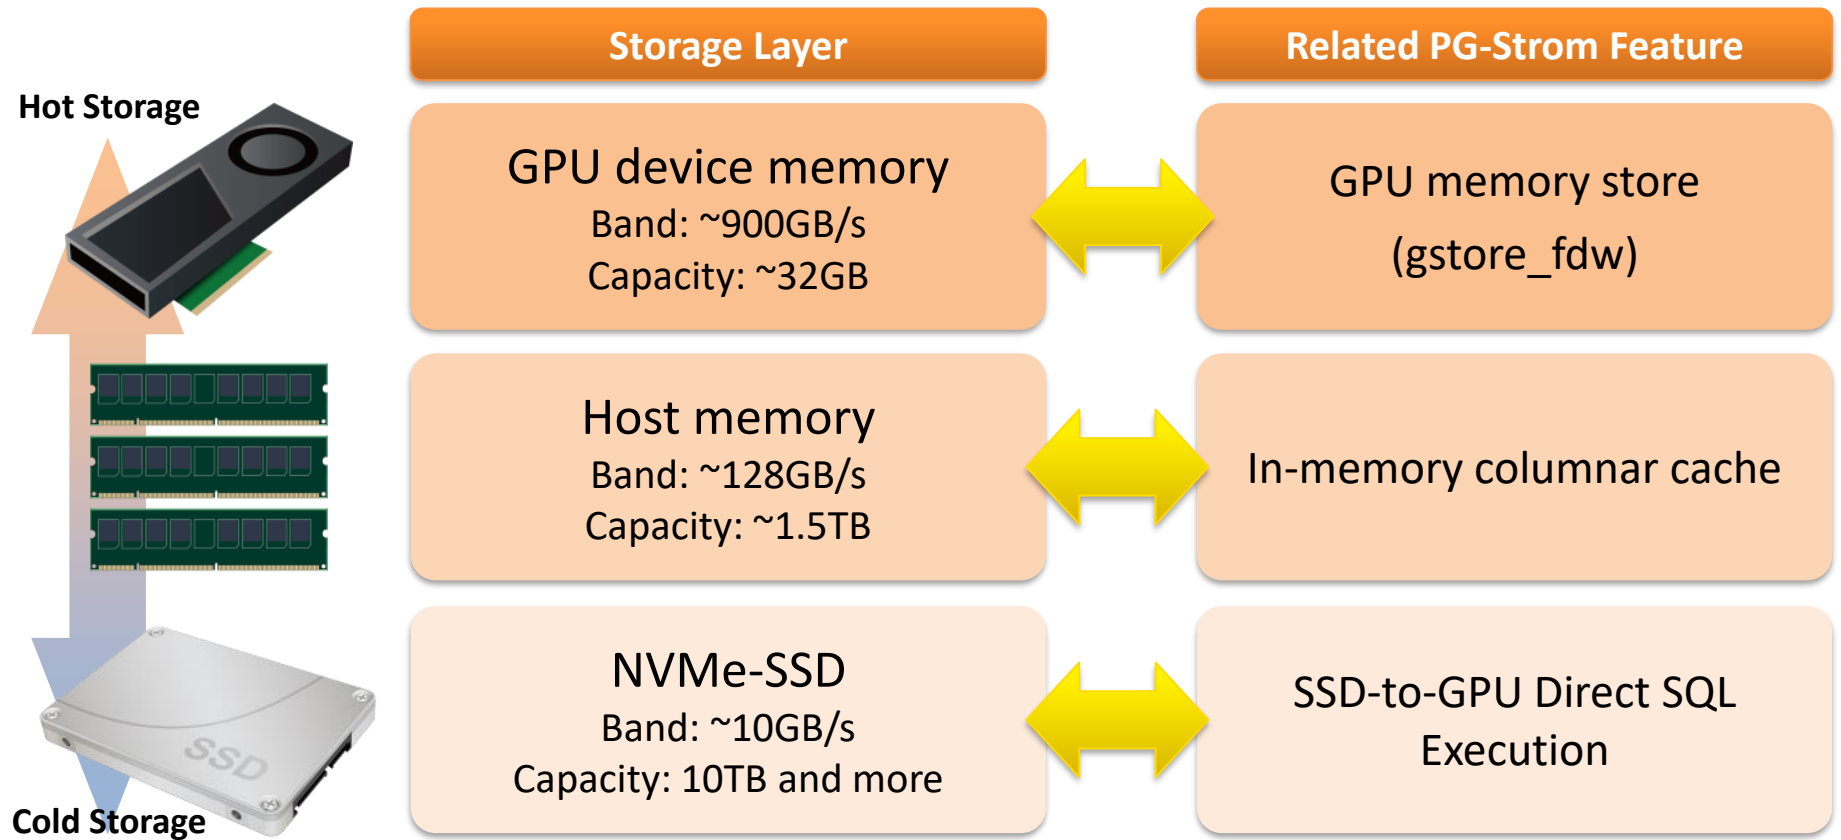 Storage Layer
Related PG-Strom Feature
Hot Storage
GPU device memory
Band: ~900GB/s
Capacity: ~32GB
GPU memory store
(gstore_fdw)
Host memory
Band: ~128GB/s
Capacity: ~1.5TB
In-memory columnar cache
NVMe-SSD
Band: ~10GB/s
Capacity: 10TB and more
SSD-to-GPU Direct SQL
Execution
SSD
Cold Storage